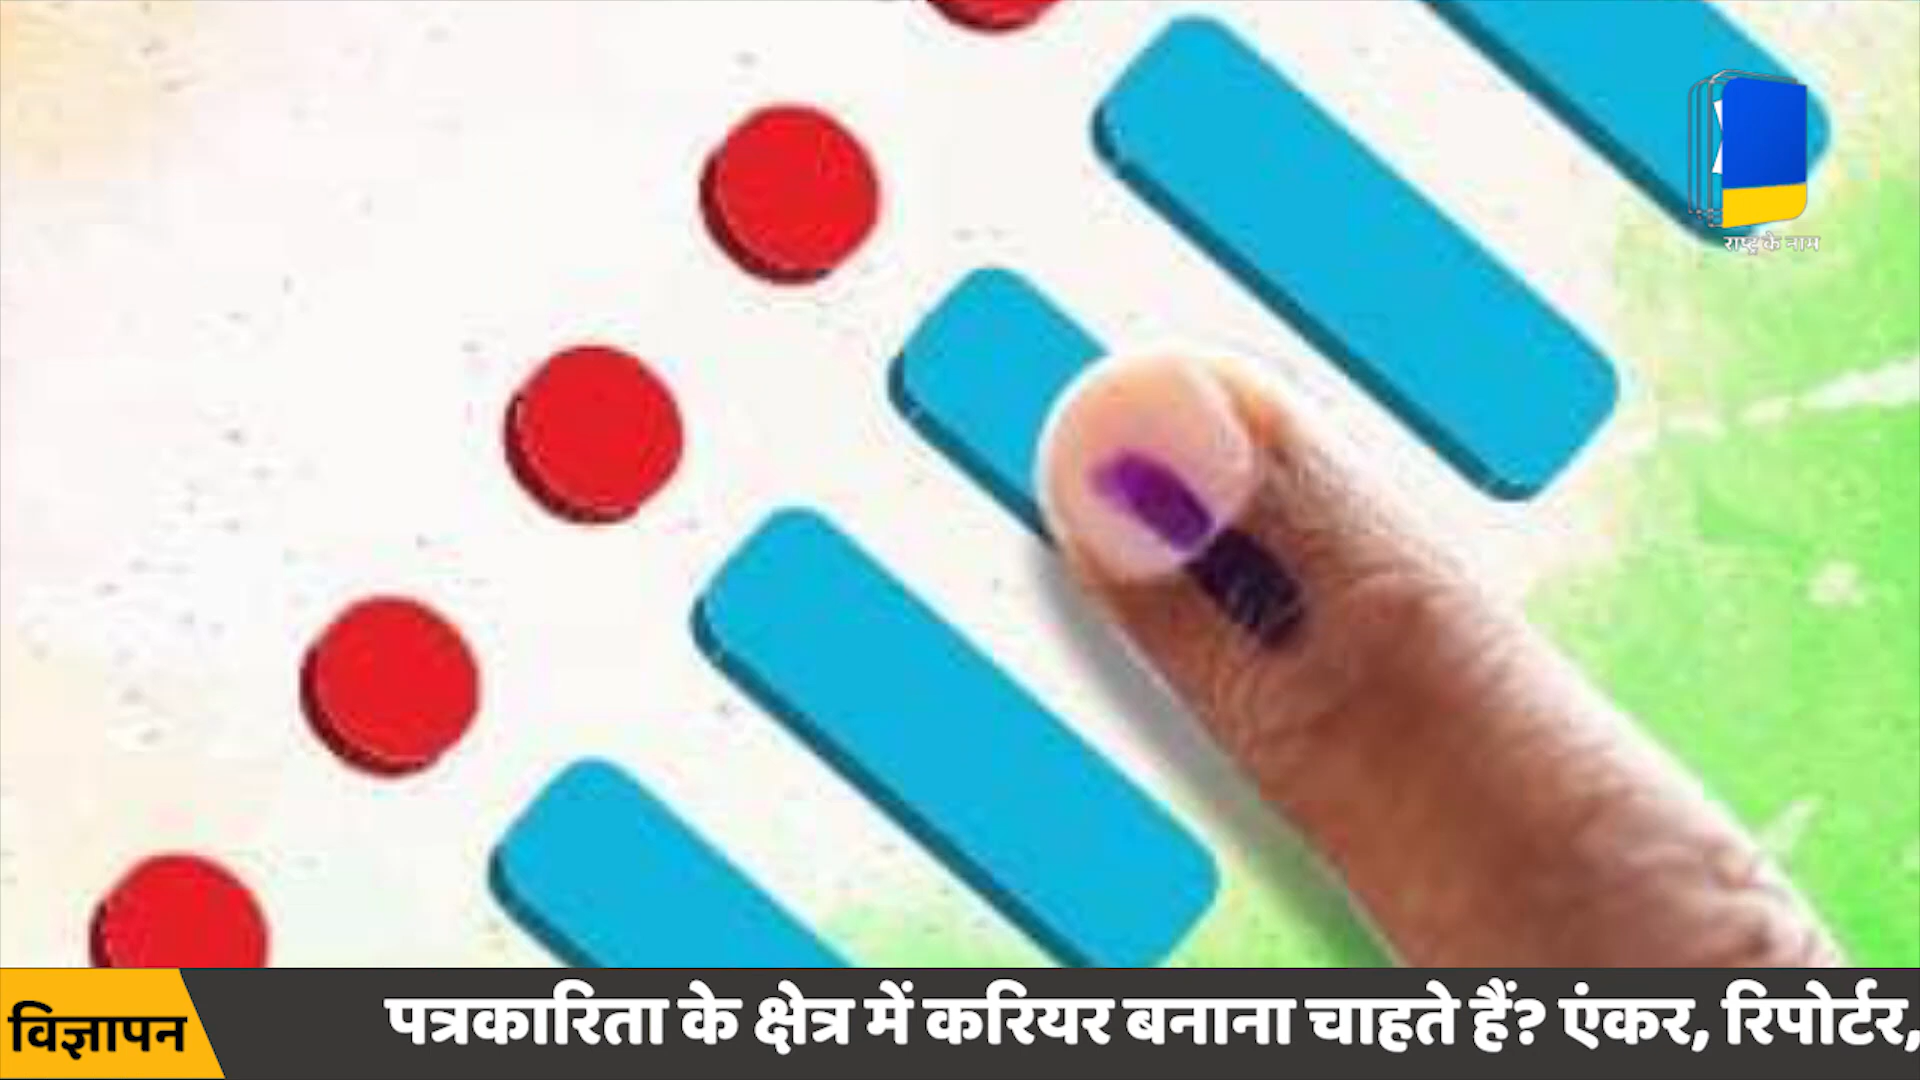 राष्ट्र के नाम
विज्ञापन
पत्रकारिता के क्षेत्र में करियर बनाना चाहते हैं? एंकर, रिपोर्टर,